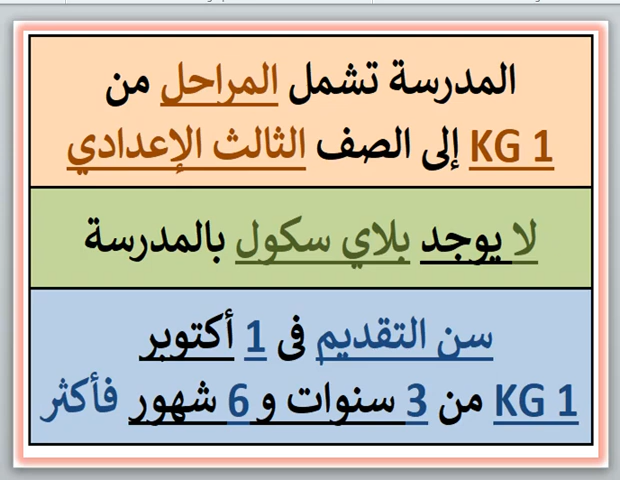 المدرسة تشمل المراحل من
KG 1 إلى الصف الثالث الإعدادي
لا يوجد بلاي سكول بالمدرسة
سن التقديم فى 1 أكتوبر
KG 1 من 3 سنوات و 6 شهور فأكثر